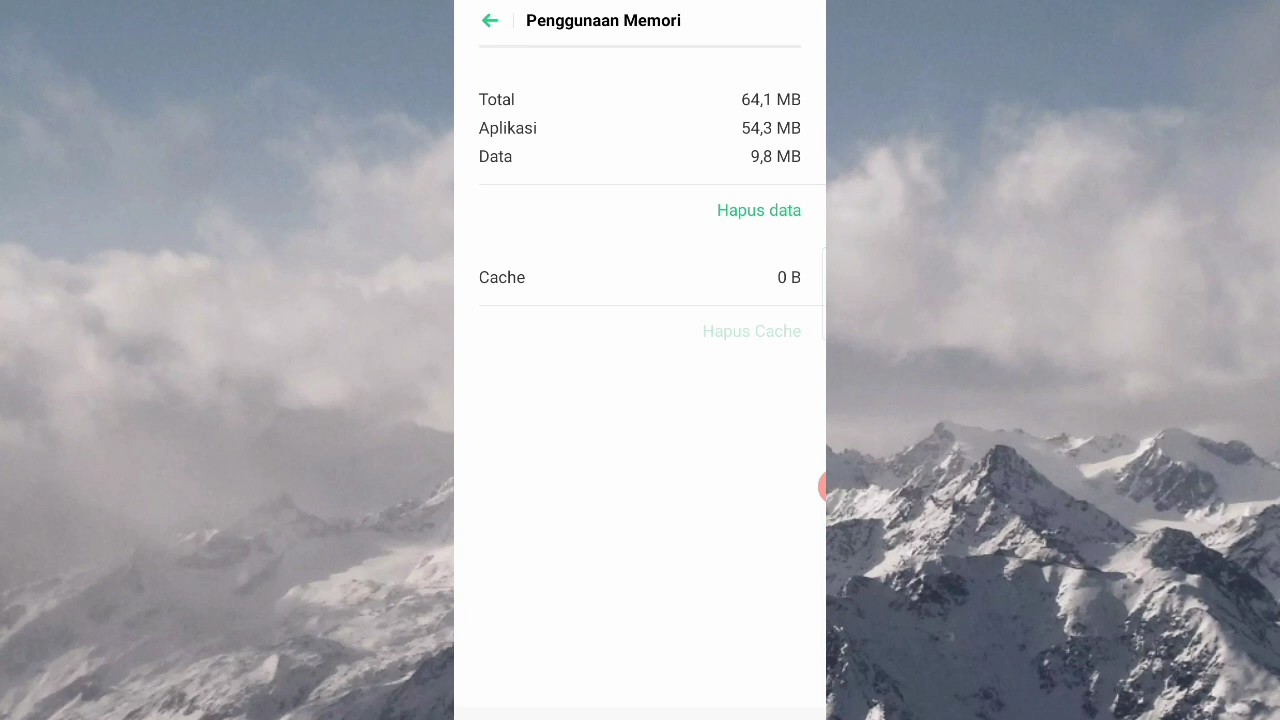 Penggunaan Memori
Total 64,1 MB
Aplikasi 54,3 MB
Data 9,8 MB
Hapus data
Cache 0 B
Hapus Cache